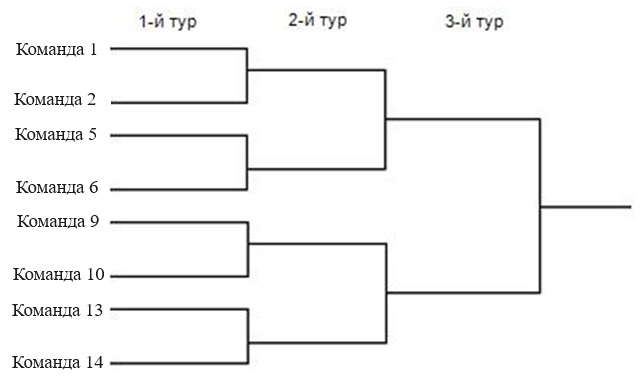 1-й тур 2-й тур 3-й тур
Команда 1
Команда 2
Команда 5
Команда 6
Команда 9
Команда 10
Команда 13
Команда 14